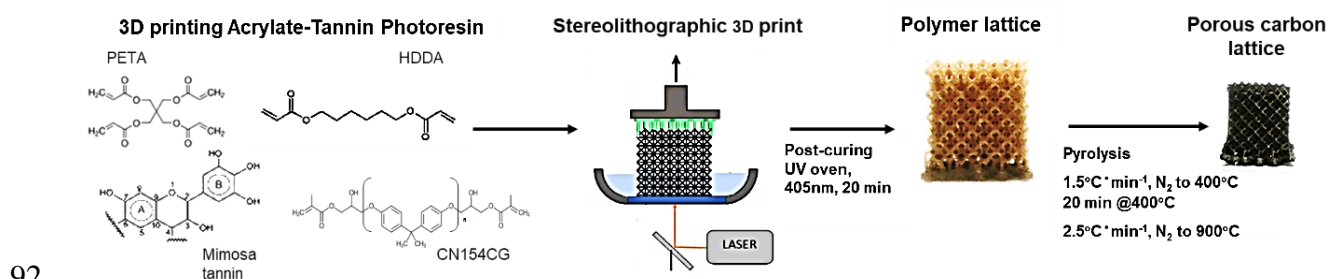 3D printing Acrylate-Tannin Photoresin
PETA
HDDA
Mimosa
tannin
CN154CG
Stereolithographic 3D print
LASER
Post-curing
UV oven,
405nm, 20 min
Polymer lattice
Pyrolysis
1.5°C*min-1, N2 to 400°C
20 min @400°C
2.5°C*min-1, N2 to 900°C
Porous carbon
lattice
92